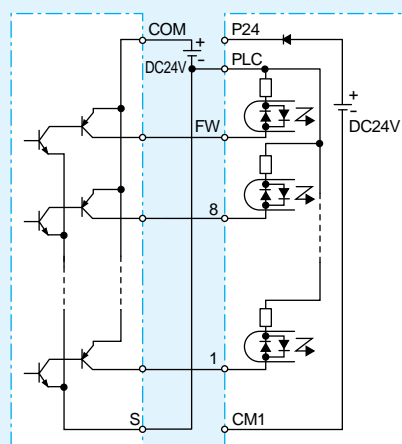 COM
P24
+
-
DC24V
PLC
+
-
DC24V
FW
8
1
S
CM1